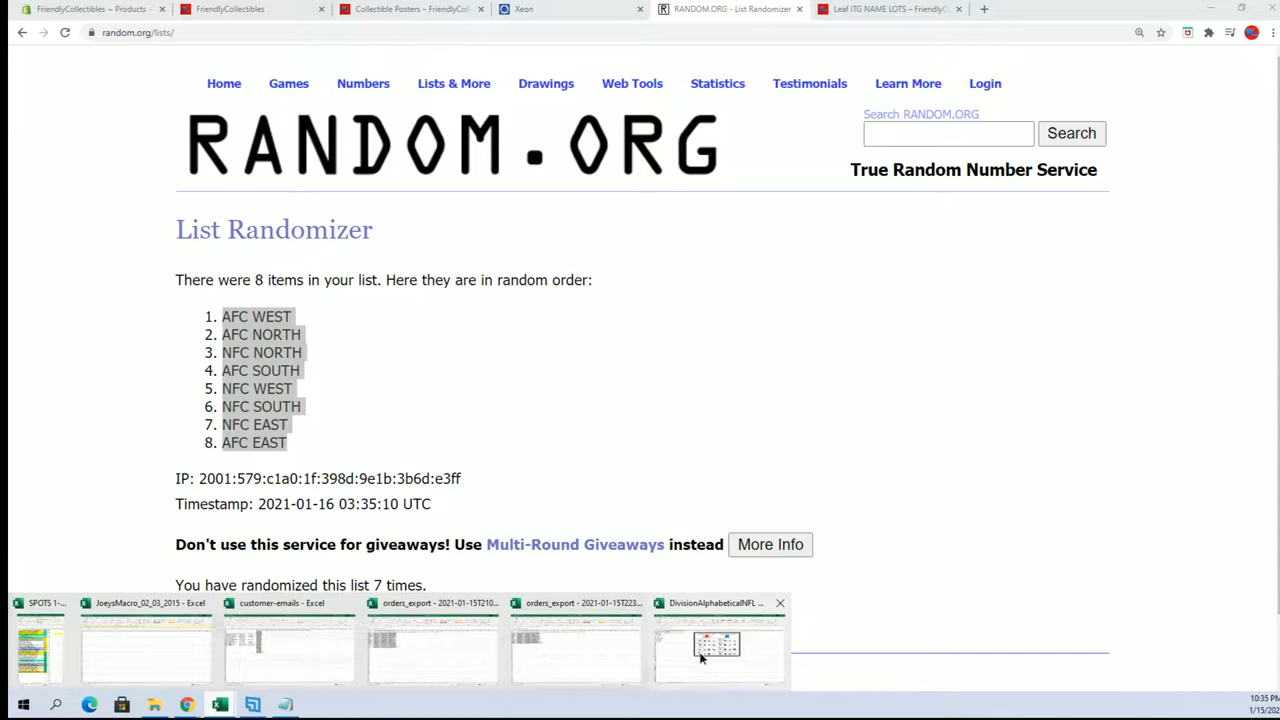 FriendlyCollectibles – Products
FriendlyCollectibles
Collectible Posters – FriendlyCol
Xeon
RANDOM.ORG - List Randomizer
Leaf ITG NAME LOTS – FriendlyC
random.org/lists/
Home Games Numbers Lists & More Drawings Web Tools Statistics Testimonials Learn More Login
RANDOM.ORG
Search RANDOM.ORG
Search
True Random Number Service
List Randomizer
There were 8 items in your list. Here they are in random order:
1. AFC WEST
2. AFC NORTH
3. NFC NORTH
4. AFC SOUTH
5. NFC WEST
6. NFC SOUTH
7. NFC EAST
8. AFC EAST
IP: 2001:579:c1a0:1f:398d:9e1b:3b6d:e3ff
Timestamp: 2021-01-16 03:35:10 UTC
Don't use this service for giveaways! Use Multi-Round Giveaways instead
More Info
You have randomized this list 7 times.
SPOTS 1-...
JoeysMacro_02_03_2015 - Excel
customer-emails - Excel
orders_export - 2021-01-15T210...
orders_export - 2021-01-15T223...
DivisionAlphabeticalNFL ...
10:35 PM
1/15/202